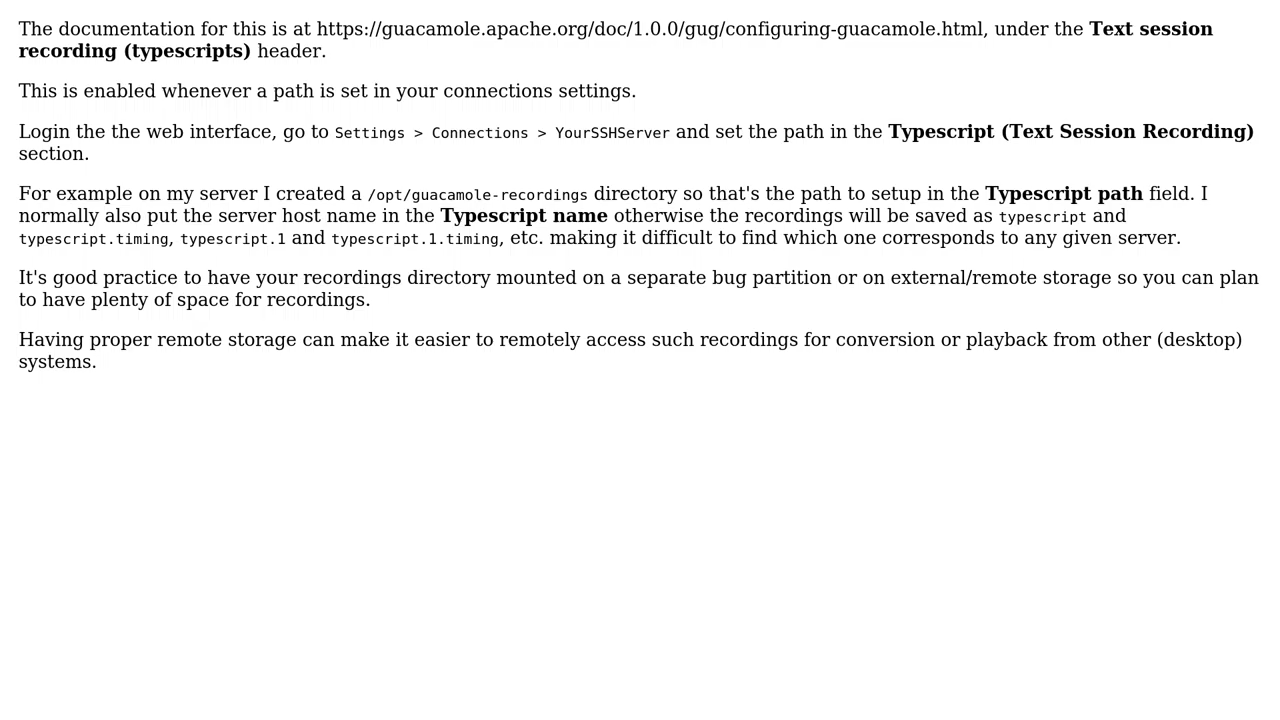 The documentation for this is at https://guacamole.apache.org/doc/1.0.0/gug/configuring-guacamole.html, under the Text session
recording (typescripts) header.
This is enabled whenever a path is set in your connections settings.
Login the the web interface, go to Settings > Connections > YourSSHServer and set the path in the Typescript (Text Session Recording)
section.
For example on my server I created a /opt/guacamole-recordings directory so that's the path to setup in the Typescript path field. I
normally also put the server host name in the Typescript name otherwise the recordings will be saved as typescript and
typescript.timing, typescript.1 and typescript.1.timing, etc. making it difficult to find which one corresponds to any given server.
It's good practice to have your recordings directory mounted on a separate bug partition or on external/remote storage so you can plan
to have plenty of space for recordings.
Having proper remote storage can make it easier to remotely access such recordings for conversion or playback from other (desktop)
systems.